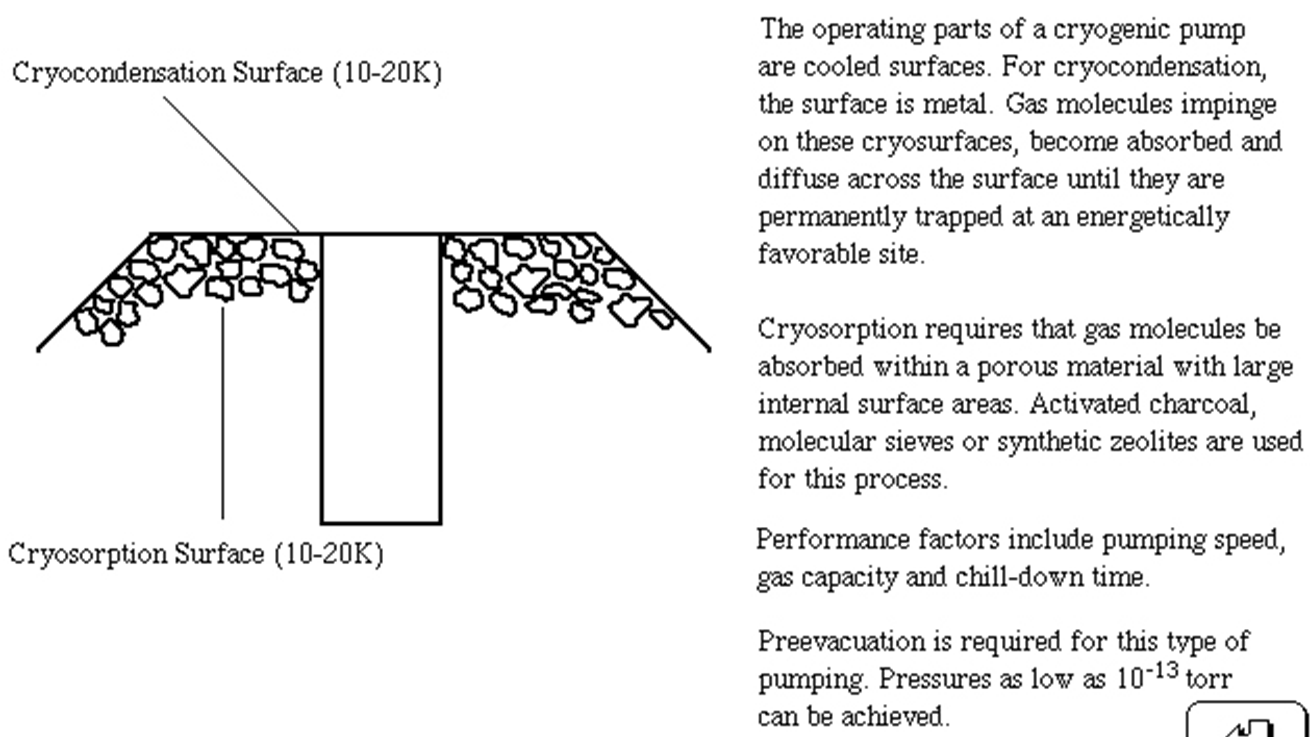 Cryocondensation Surface (10-20K)
Cryosorption Surface (10-20K)
The operating parts of a cryogenic pump
are cooled surfaces. For cryocondensation,
the surface is metal. Gas molecules impinge
on these cryosurfaces, become absorbed and
diffuse across the surface until they are
permanently trapped at an energetically
favorable site.
Cryosorption requires that gas molecules be
absorbed within a porous material with large
internal surface areas. Activated charcoal,
molecular sieves or synthetic zeolites are used
for this process.
Performance factors include pumping speed,
gas capacity and chill-down time.
Preevacuation is required for this type of
pumping. Pressures as low as 10⁻¹³ torr
can be achieved.